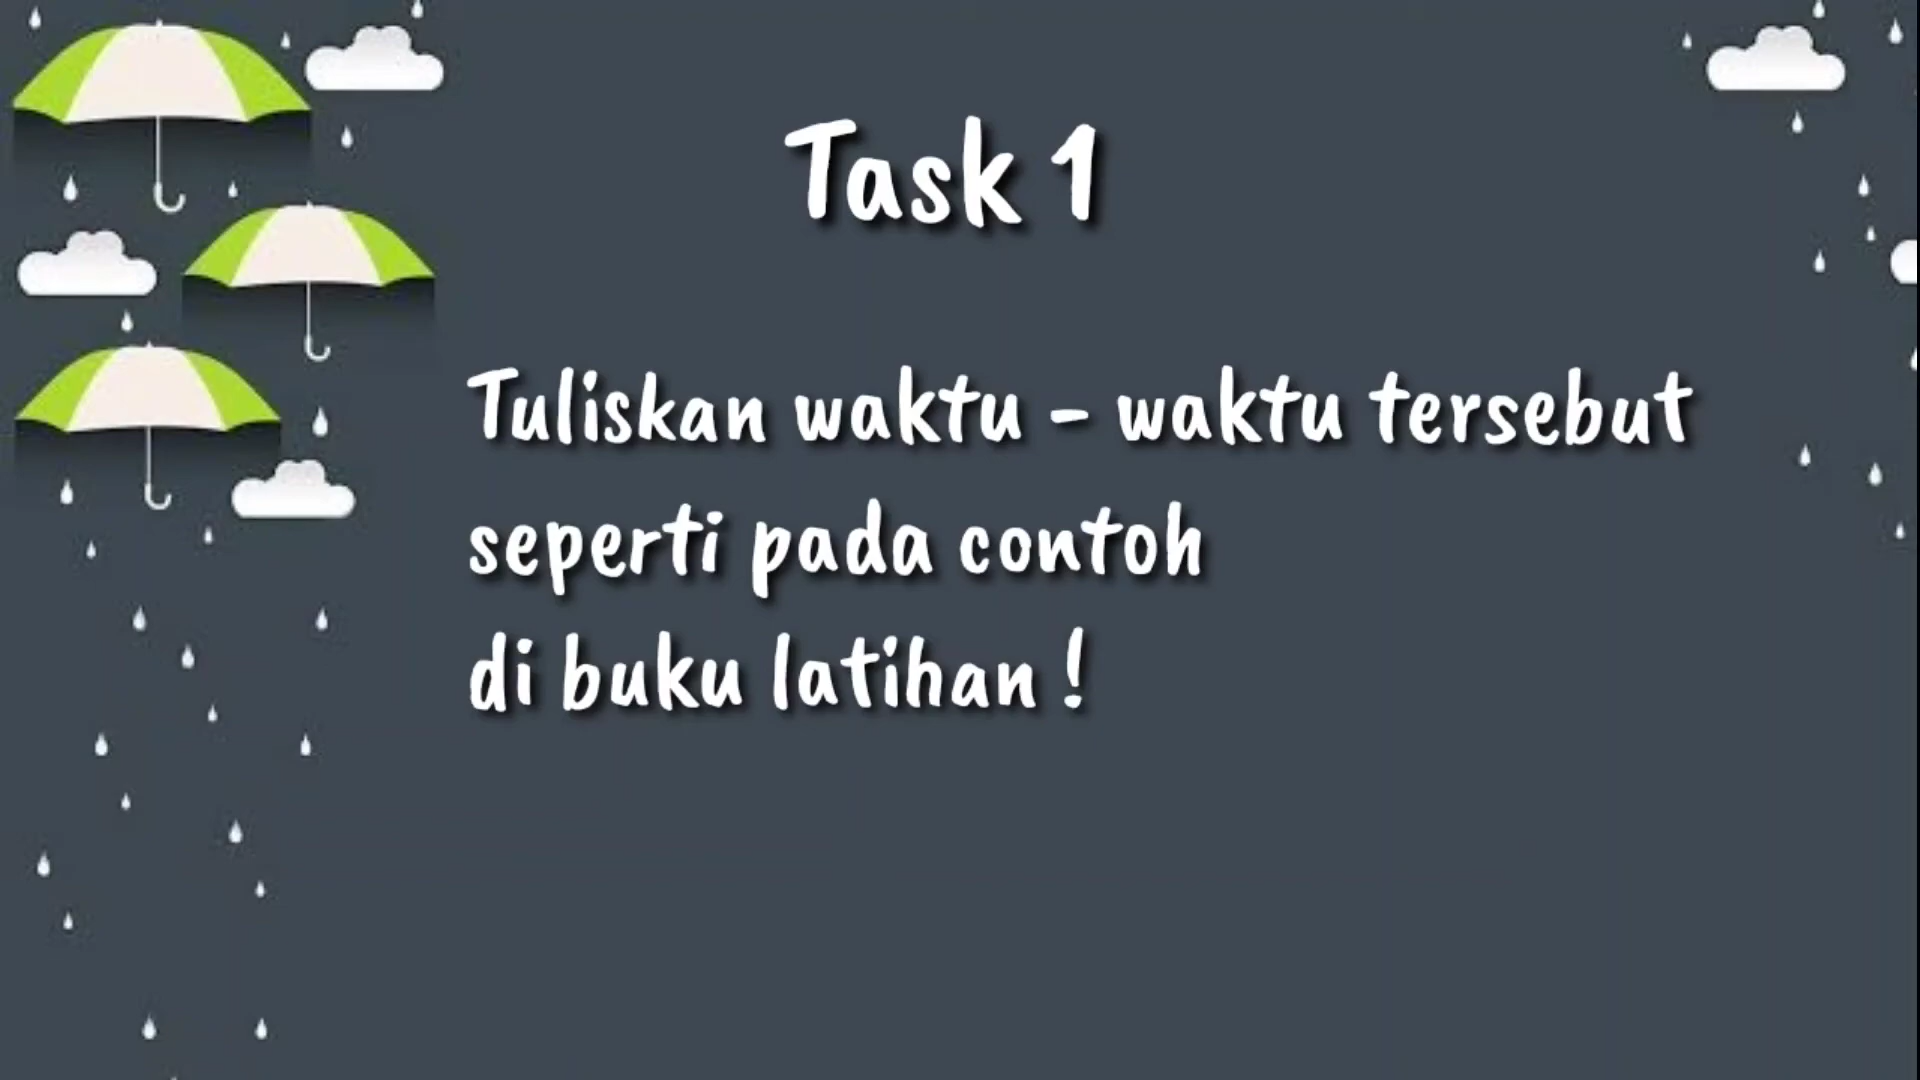 Task 1
Tuliskan waktu - waktu tersebut
seperti pada contoh
di buku latihan !